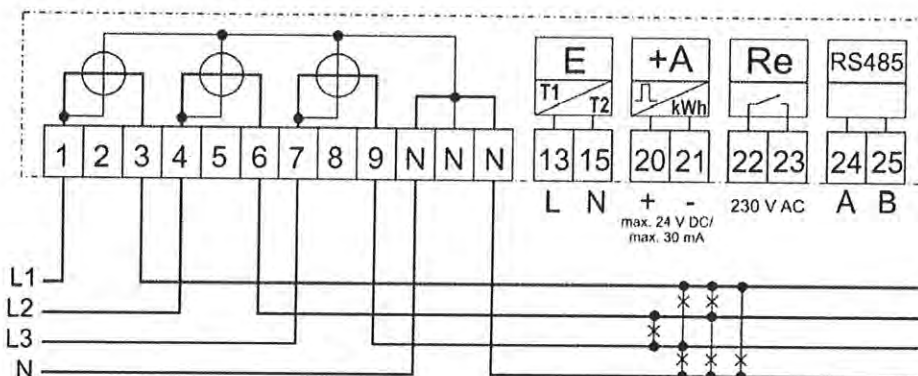 E +A Re RS485
T1 T2 kWh
1 2 3 4 5 6 7 8 9 N N N 13 15 20 21 22 23 24 25
L N + - 230 V AC A B
max. 24 V DC/
max. 30 mA
L1
L2
L3
N